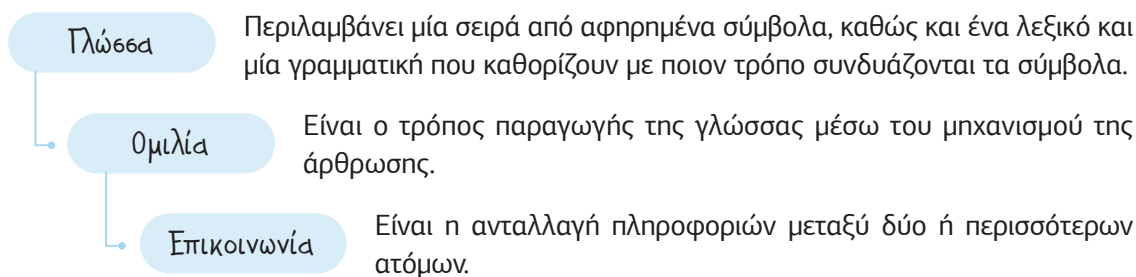 Γλώσσα
Περιλαμβάνει μία σειρά από αφηρημένα σύμβολα, καθώς και ένα λεξικό και
μία γραμματική που καθορίζουν με ποιον τρόπο συνδυάζονται τα σύμβολα.
Ομιλία
Είναι ο τρόπος παραγωγής της γλώσσας μέσω του μηχανισμού της
άρθρωσης.
Επικοινωνία
Είναι η ανταλλαγή πληροφοριών μεταξύ δύο ή περισσότερων
ατόμων.